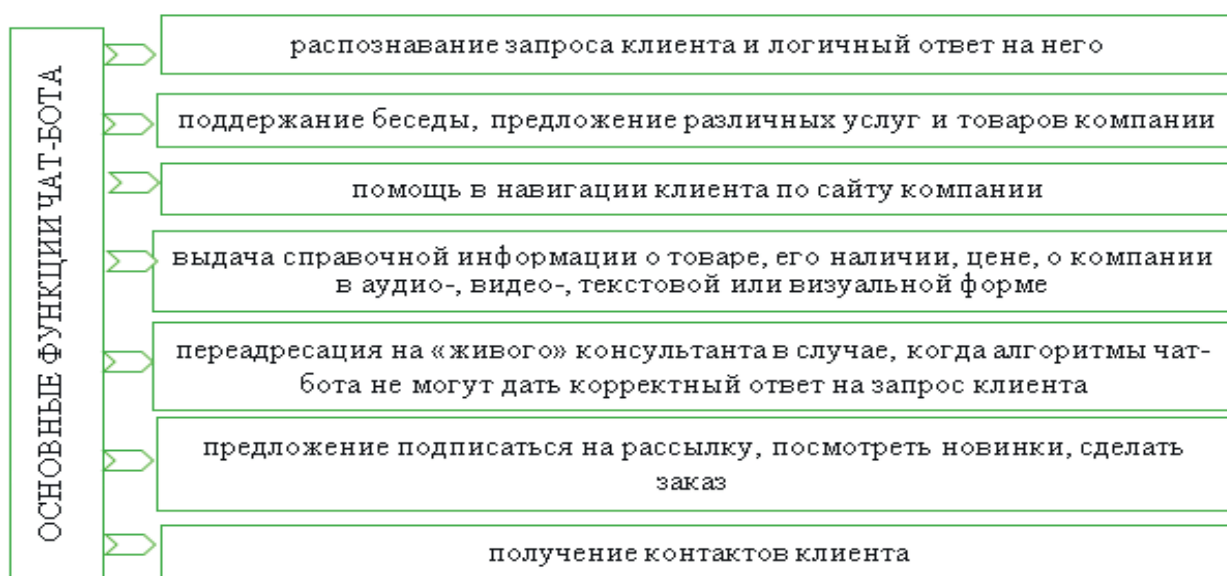 ОСНОВНЫЕ ФУНКЦИИ ЧАТ-БОТА
распознавание запроса клиента и логичный ответ на него
поддержание беседы, предложение различных услуг и товаров компании
помощь в навигации клиента по сайту компании
выдача справочной информации о товаре, его наличии, цене, о компании
в аудио-, видео-, текстовой или визуальной форме
переадресация на «живого» консультанта в случае, когда алгоритмы чат-
бота не могут дать корректный ответ на запрос клиента
предложение подписаться на рассылку, посмотреть новинки, сделать
заказ
получение контактов клиента